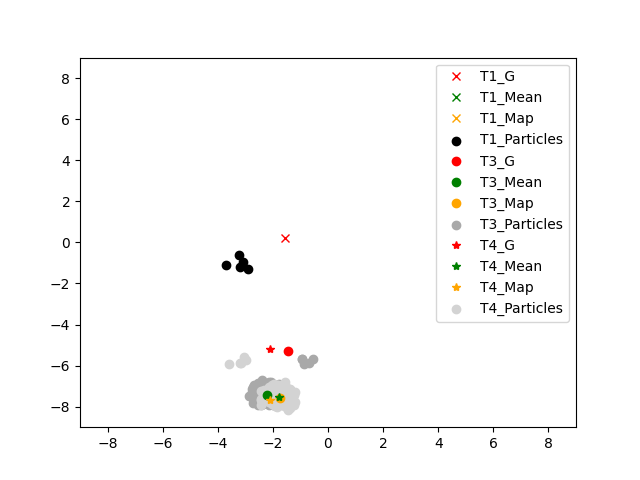 8
6
4
2
0
−2
−4
−6
−8
−8 −6 −4 −2 0 2 4 6 8
T1_G
T1_Mean
T1_Map
T1_Particles
T3_G
T3_Mean
T3_Map
T3_Particles
T4_G
T4_Mean
T4_Map
T4_Particles